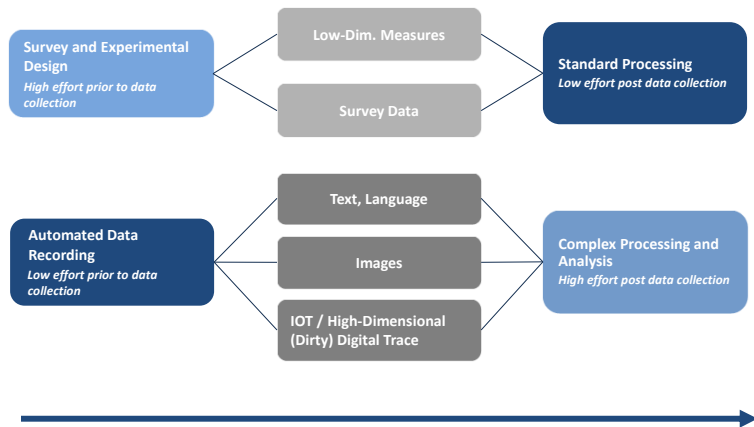 Survey and Experimental
Design
High effort prior to data
collection
Low-Dim. Measures
Survey Data
Standard Processing
Low effort post data collection
Automated Data
Recording
Low effort prior to data
collection
Text, Language
Images
IOT / High-Dimensional
(Dirty) Digital Trace
Complex Processing and
Analysis
High effort post data collection